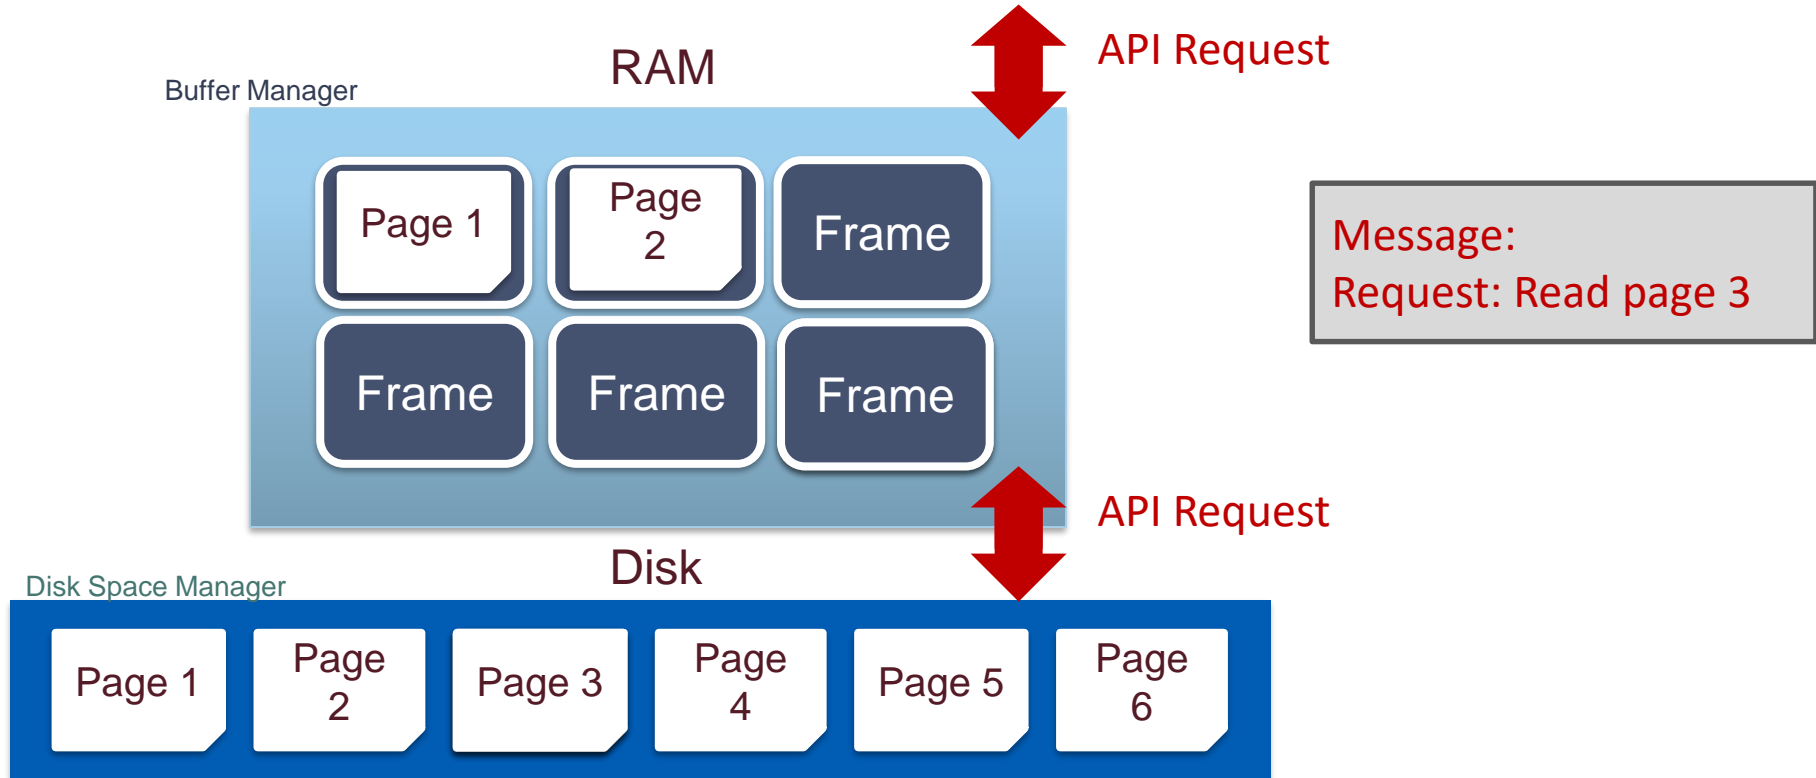 RAM
API Request
Buffer Manager
Page 1
Page
2
Frame
Message:
Request: Read page 3
Frame
Frame
Frame
API Request
Disk
Disk Space Manager
Page 1
Page
2
Page 3
Page
4
Page 5
Page
6